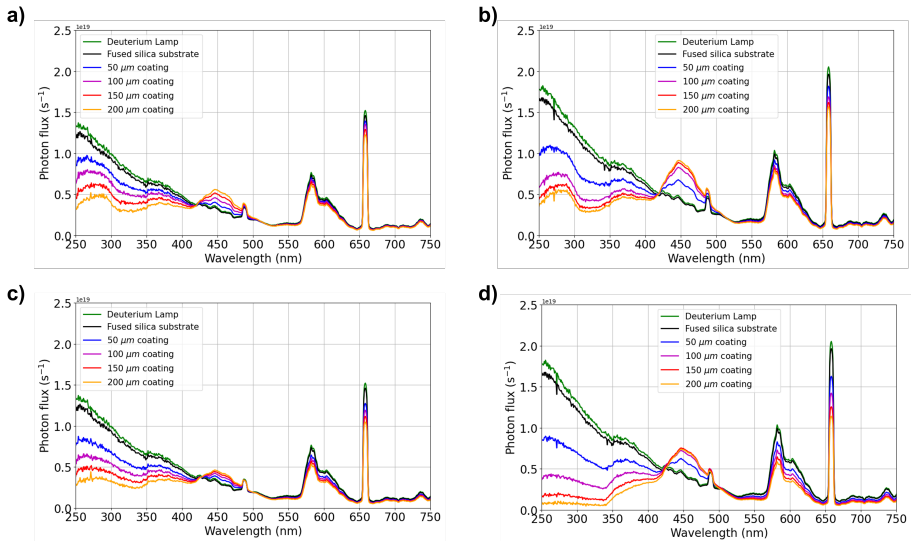 a)
1e19
2.5
2.0
1.5
1.0
0.5
0.0
Photon flux (s⁻¹)
Deuterium Lamp
Fused silica substrate
50 μm coating
100 μm coating
150 μm coating
200 μm coating
250 300 350 400 450 500 550 600 650 700 750
Wavelength (nm)
b)
1e19
2.5
2.0
1.5
1.0
0.5
0.0
Photon flux (s⁻¹)
Deuterium Lamp
Fused silica substrate
50 μm coating
100 μm coating
150 μm coating
200 μm coating
250 300 350 400 450 500 550 600 650 700 750
Wavelength (nm)
c)
1e19
2.5
2.0
1.5
1.0
0.5
0.0
Photon flux (s⁻¹)
Deuterium Lamp
Fused silica substrate
50 μm coating
100 μm coating
150 μm coating
200 μm coating
250 300 350 400 450 500 550 600 650 700 750
Wavelength (nm)
d)
1e19
2.5
2.0
1.5
1.0
0.5
0.0
Photon flux (s⁻¹)
Deuterium Lamp
Fused silica substrate
50 μm coating
100 μm coating
150 μm coating
200 μm coating
250 300 350 400 450 500 550 600 650 700 750
Wavelength (nm)